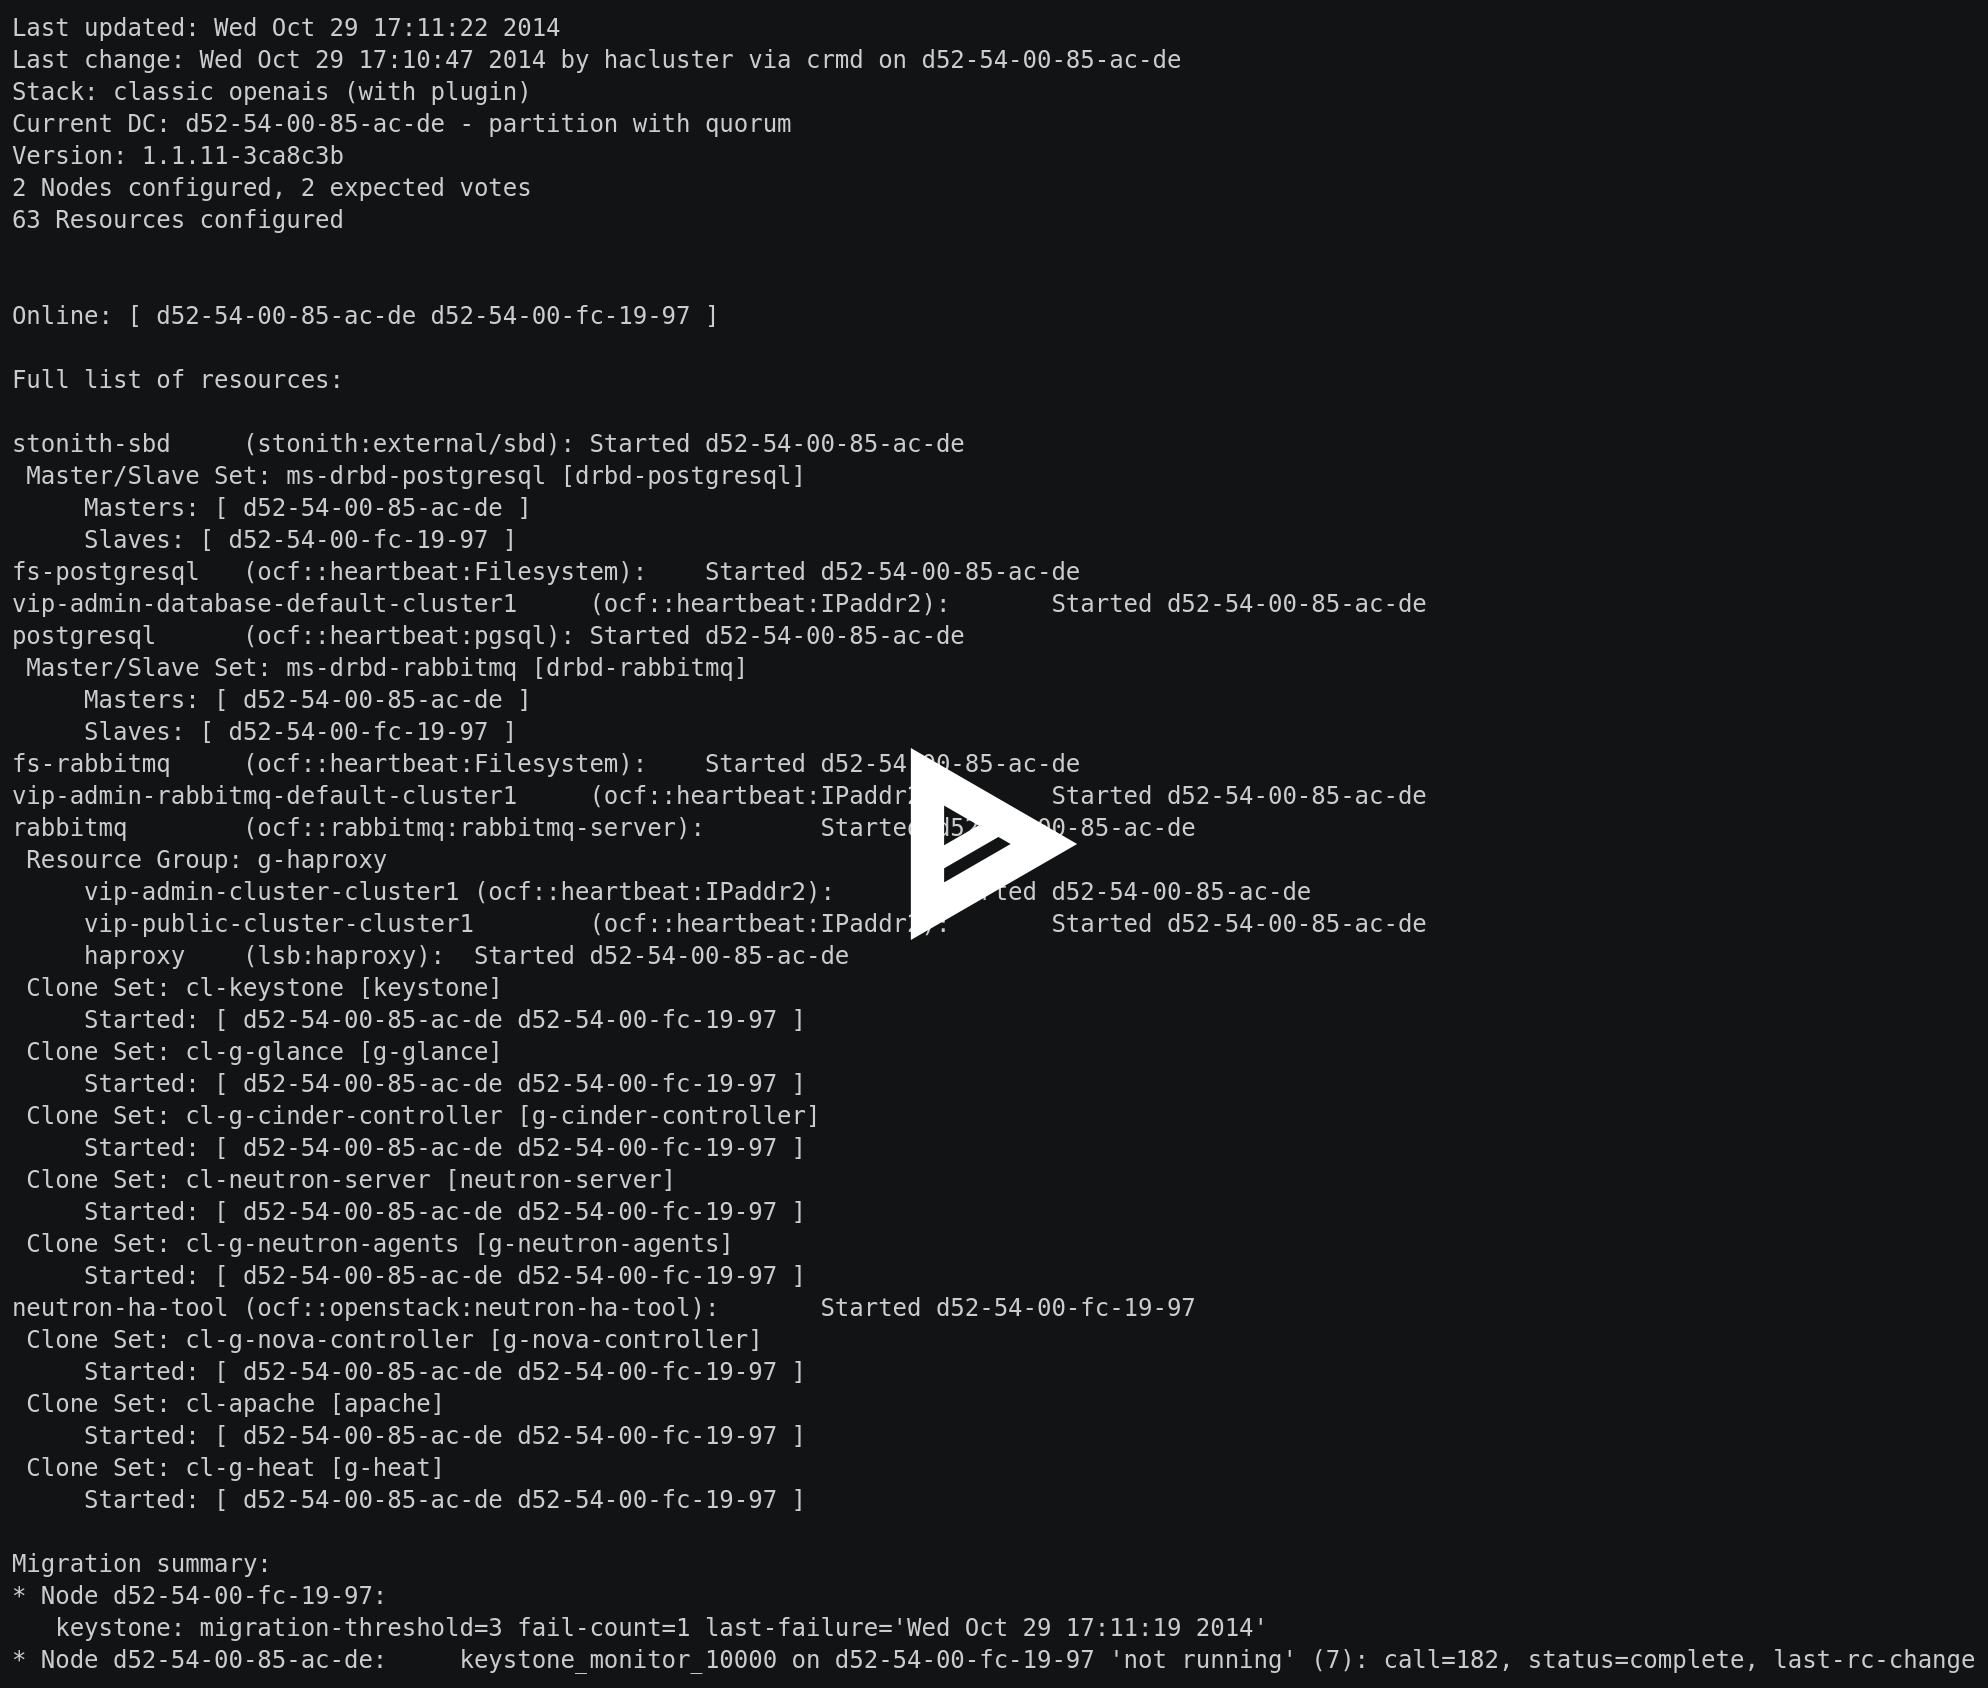 Last updated: Wed Oct 29 17:11:22 2014
Last change: Wed Oct 29 17:10:47 2014 by hacluster via crmd on d52-54-00-85-ac-de
Stack: classic openais (with plugin)
Current DC: d52-54-00-85-ac-de - partition with quorum
Version: 1.1.11-3ca8c3b
2 Nodes configured, 2 expected votes
63 Resources configured
Online: [ d52-54-00-85-ac-de d52-54-00-fc-19-97 ]
Full list of resources:
stonith-sbd     (stonith:external/sbd): Started d52-54-00-85-ac-de
 Master/Slave Set: ms-drbd-postgresql [drbd-postgresql]
     Masters: [ d52-54-00-85-ac-de ]
     Slaves: [ d52-54-00-fc-19-97 ]
fs-postgresql   (ocf::heartbeat:Filesystem):    Started d52-54-00-85-ac-de
vip-admin-database-default-cluster1     (ocf::heartbeat:IPaddr2):       Started d52-54-00-85-ac-de
postgresql      (ocf::heartbeat:pgsql): Started d52-54-00-85-ac-de
 Master/Slave Set: ms-drbd-rabbitmq [drbd-rabbitmq]
     Masters: [ d52-54-00-85-ac-de ]
     Slaves: [ d52-54-00-fc-19-97 ]
fs-rabbitmq     (ocf::heartbeat:Filesystem):    Started d52-54-00-85-ac-de
vip-admin-rabbitmq-default-cluster1     (ocf::heartbeat:IPaddr2       Started d52-54-00-85-ac-de
rabbitmq        (ocf::rabbitmq:rabbitmq-server):        Started d52 00-85-ac-de
 Resource Group: g-haproxy
     vip-admin-cluster-cluster1 (ocf::heartbeat:IPaddr2):       rted d52-54-00-85-ac-de
     vip-public-cluster-cluster1        (ocf::heartbeat:IPaddr2):       Started d52-54-00-85-ac-de
     haproxy    (lsb:haproxy):  Started d52-54-00-85-ac-de
 Clone Set: cl-keystone [keystone]
     Started: [ d52-54-00-85-ac-de d52-54-00-fc-19-97 ]
 Clone Set: cl-g-glance [g-glance]
     Started: [ d52-54-00-85-ac-de d52-54-00-fc-19-97 ]
 Clone Set: cl-g-cinder-controller [g-cinder-controller]
     Started: [ d52-54-00-85-ac-de d52-54-00-fc-19-97 ]
 Clone Set: cl-neutron-server [neutron-server]
     Started: [ d52-54-00-85-ac-de d52-54-00-fc-19-97 ]
 Clone Set: cl-g-neutron-agents [g-neutron-agents]
     Started: [ d52-54-00-85-ac-de d52-54-00-fc-19-97 ]
neutron-ha-tool (ocf::openstack:neutron-ha-tool):       Started d52-54-00-fc-19-97
 Clone Set: cl-g-nova-controller [g-nova-controller]
     Started: [ d52-54-00-85-ac-de d52-54-00-fc-19-97 ]
 Clone Set: cl-apache [apache]
     Started: [ d52-54-00-85-ac-de d52-54-00-fc-19-97 ]
 Clone Set: cl-g-heat [g-heat]
     Started: [ d52-54-00-85-ac-de d52-54-00-fc-19-97 ]
Migration summary:
* Node d52-54-00-fc-19-97:
   keystone: migration-threshold=3 fail-count=1 last-failure='Wed Oct 29 17:11:19 2014'
* Node d52-54-00-85-ac-de:     keystone_monitor_10000 on d52-54-00-fc-19-97 'not running' (7): call=182, status=complete, last-rc-change